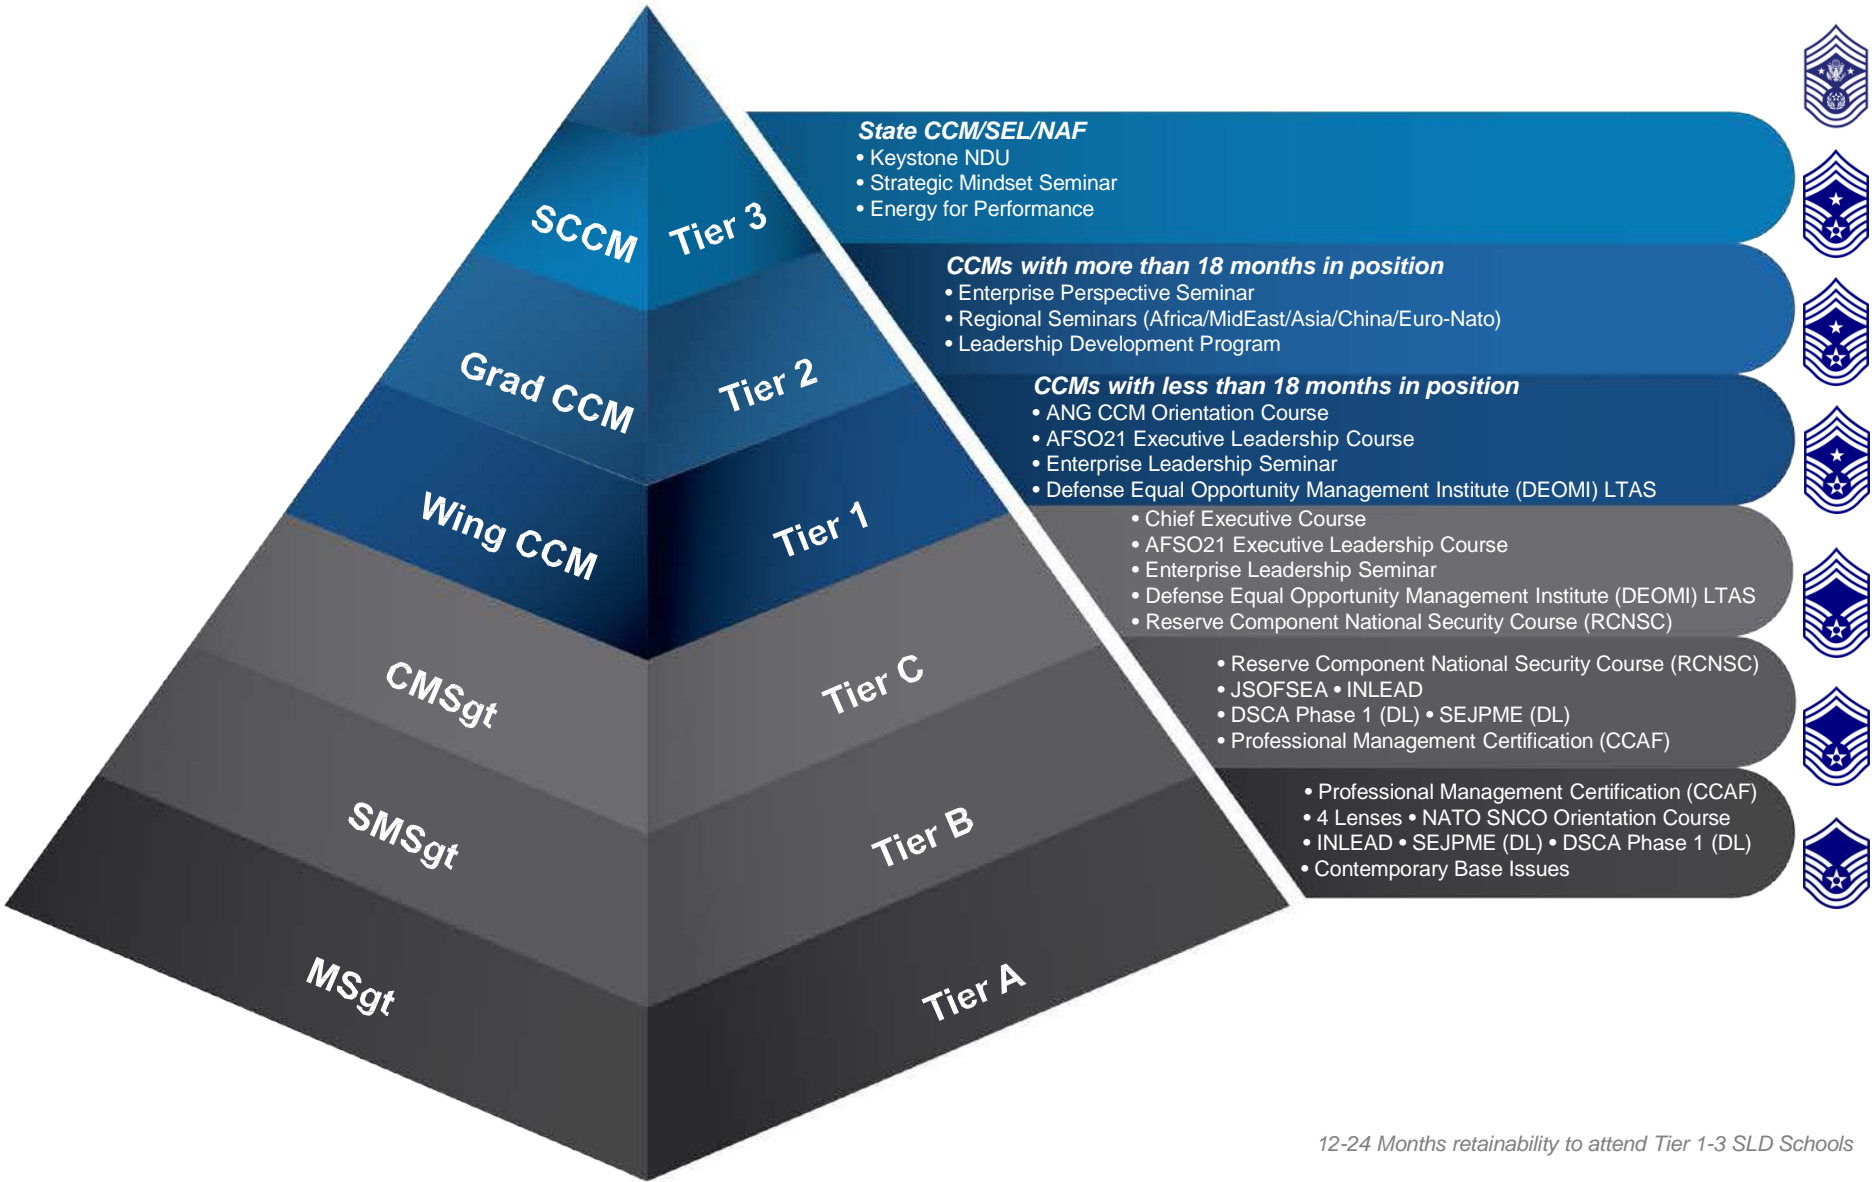 State CCM/SEL/NAF
• Keystone NDU
• Strategic Mindset Seminar
• Energy for Performance
SCCM
Tier 3
CCMs with more than 18 months in position
• Enterprise Perspective Seminar
• Regional Seminars (Africa/MidEast/Asia/China/Euro-Nato)
• Leadership Development Program
Grad CCM
Tier 2
CCMs with less than 18 months in position
• ANG CCM Orientation Course
• AFSO21 Executive Leadership Course
• Enterprise Leadership Seminar
• Defense Equal Opportunity Management Institute (DEOMI) LTAS
Wing CCM
Tier 1
• Chief Executive Course
• AFSO21 Executive Leadership Course
• Enterprise Leadership Seminar
• Defense Equal Opportunity Management Institute (DEOMI) LTAS
• Reserve Component National Security Course (RCNSC)
CMSgt
Tier C
• Reserve Component National Security Course (RCNSC)
• JSOFSEA • INLEAD
• DSCA Phase 1 (DL) • SEJPME (DL)
• Professional Management Certification (CCAF)
SMSgt
Tier B
• Professional Management Certification (CCAF)
• 4 Lenses • NATO SNCO Orientation Course
• INLEAD • SEJPME (DL) • DSCA Phase 1 (DL)
• Contemporary Base Issues
MSgt
Tier A
12-24 Months retainability to attend Tier 1-3 SLD Schools